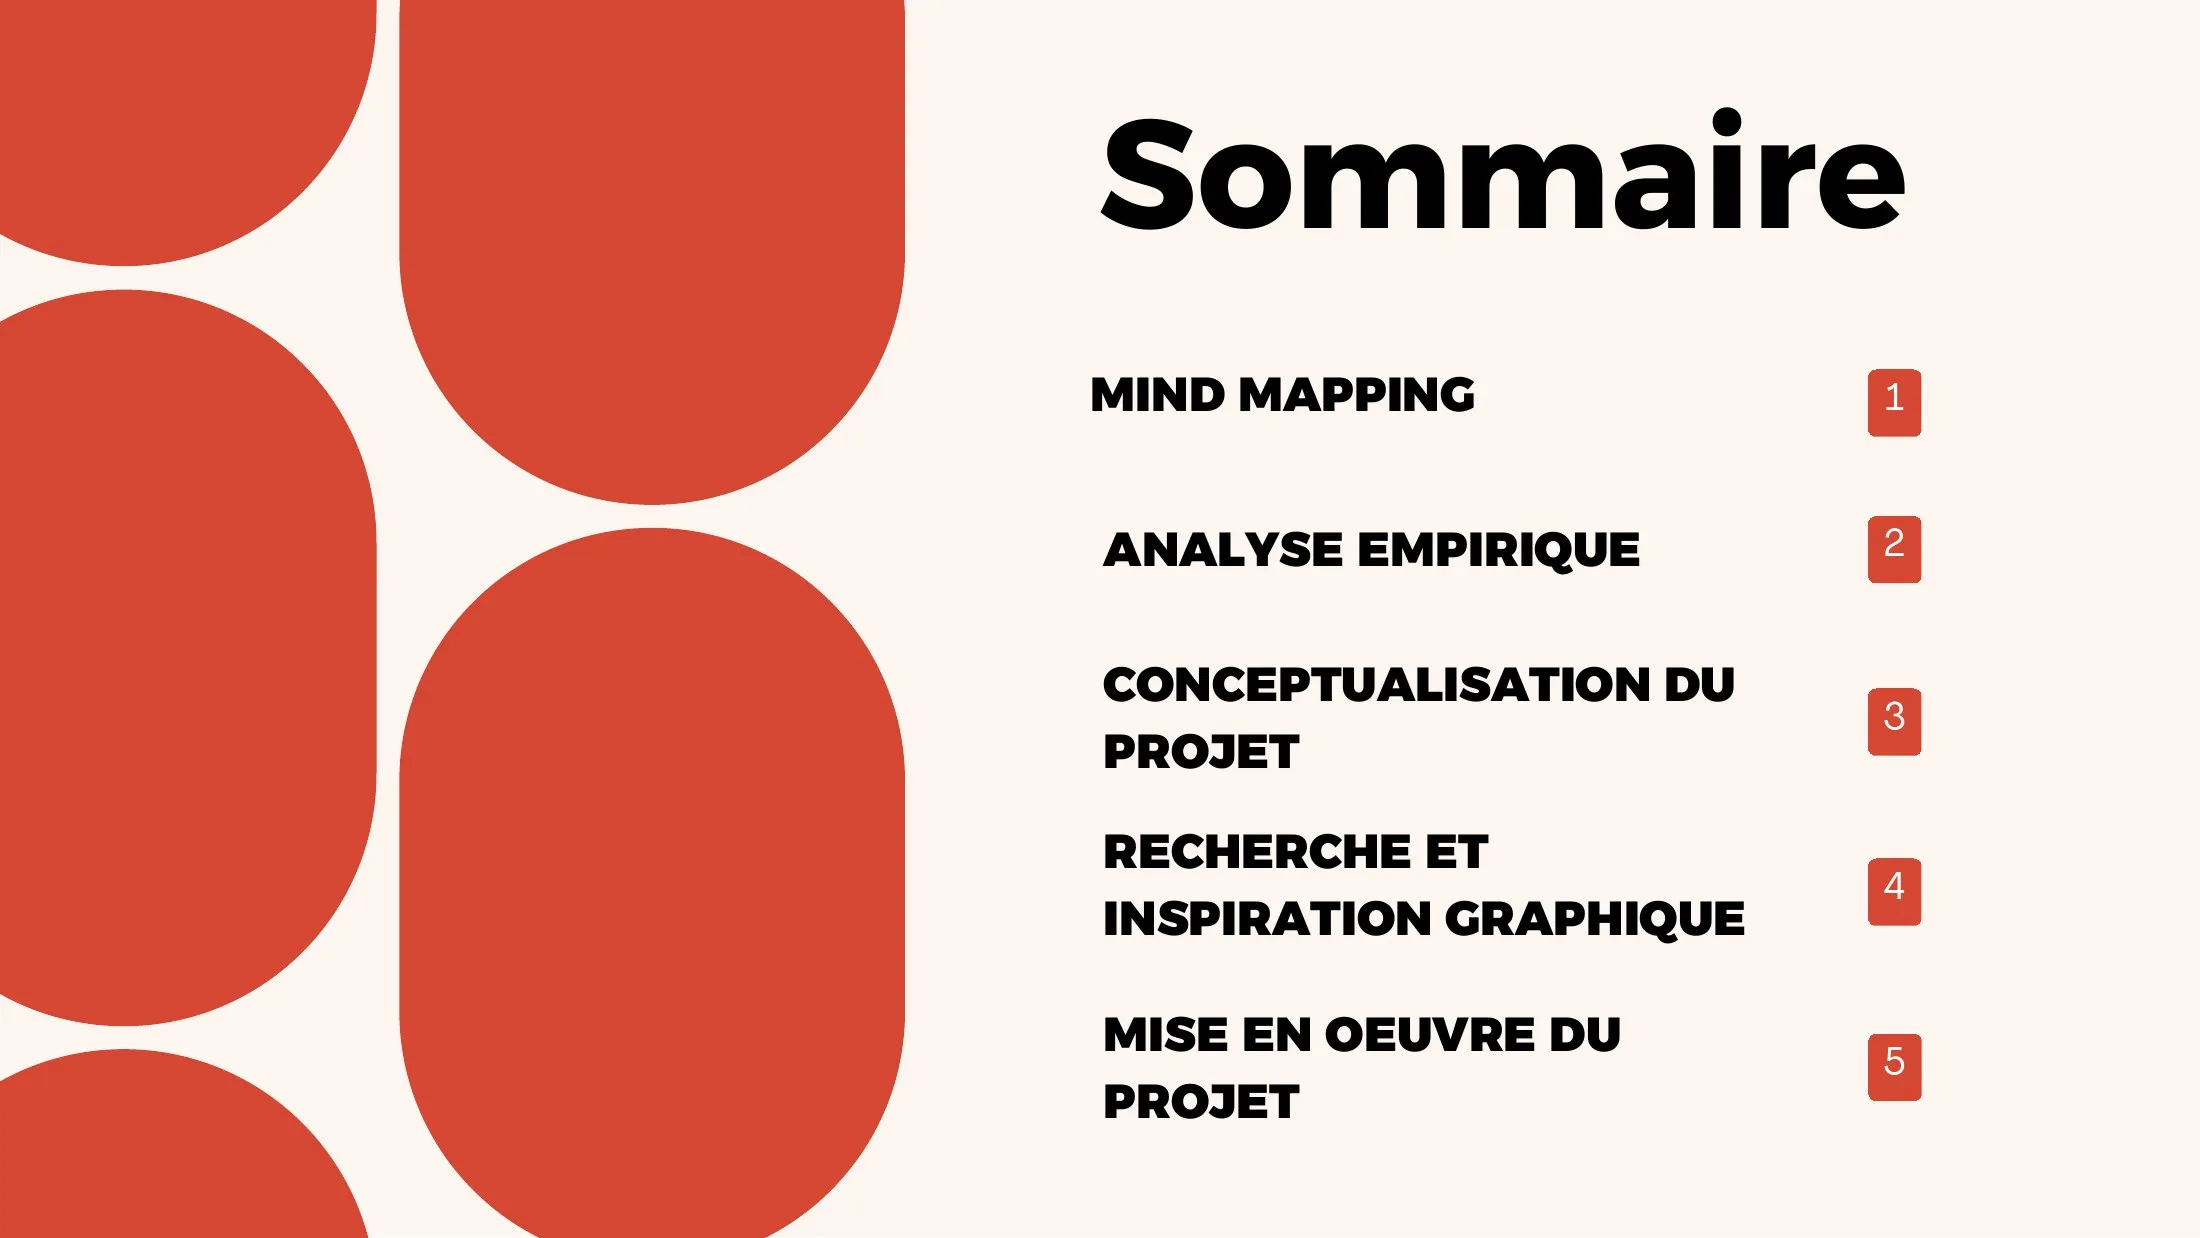 Sommaire
MIND MAPPING
1
ANALYSE EMPIRIQUE
2
CONCEPTUALISATION DU
PROJET
3
RECHERCHE ET
INSPIRATION GRAPHIQUE
4
MISE EN OEUVRE DU
PROJET
5